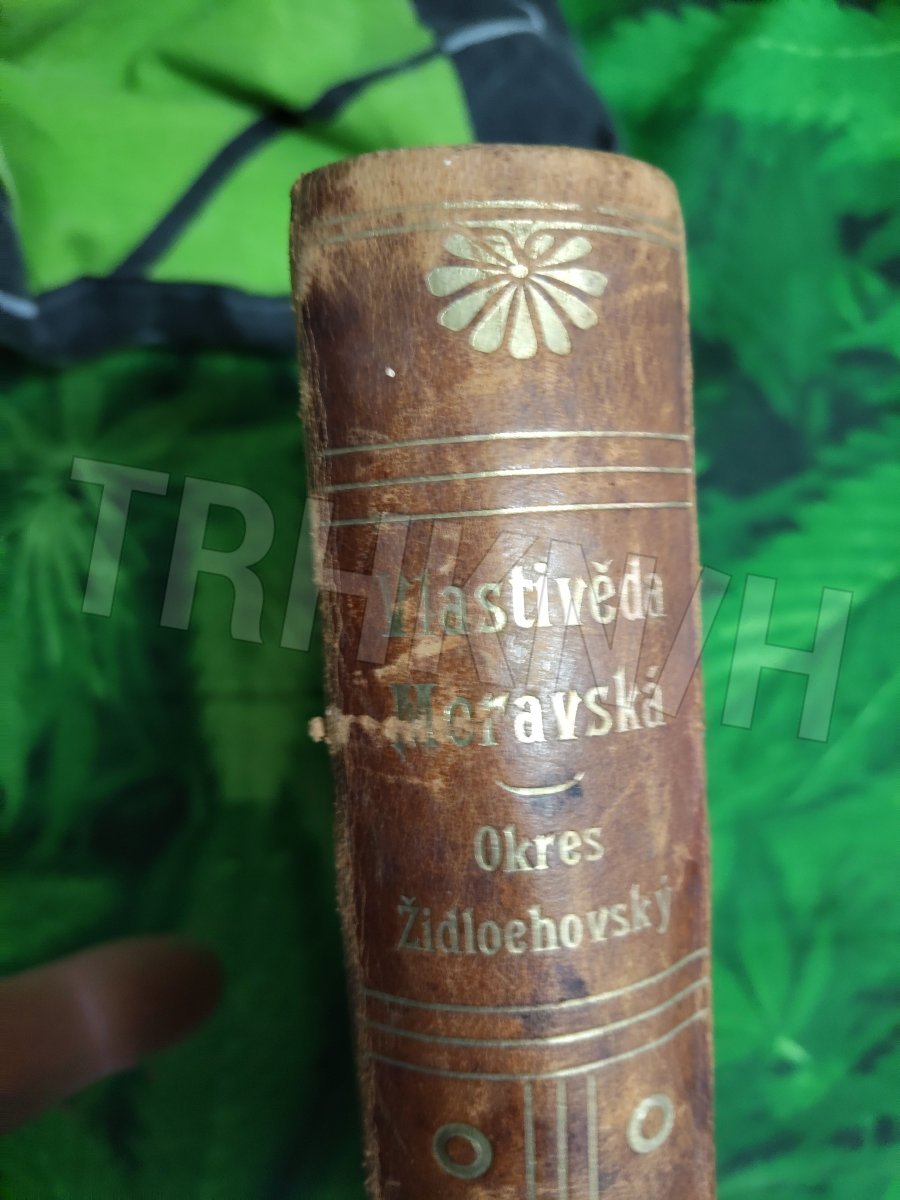 Vlastivěda
Moravská
Okres
Židlochovský
TRHKNIH